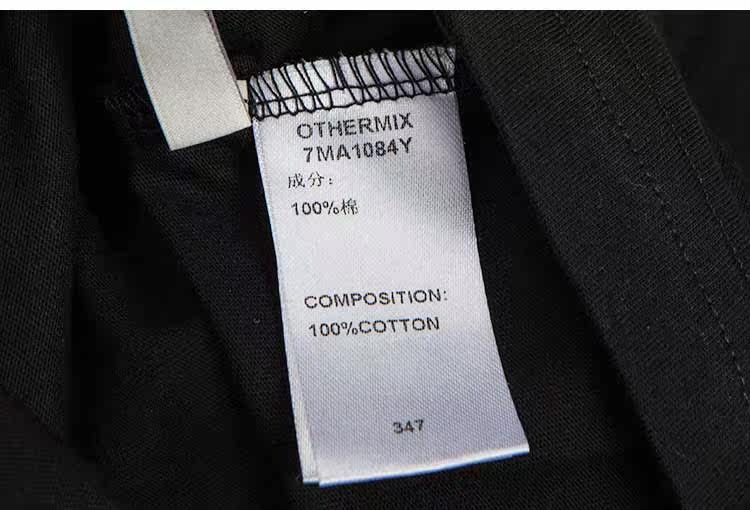 OTHERMIX
7MA1084Y
成分：
100%棉
COMPOSITION:
100%COTTON
347